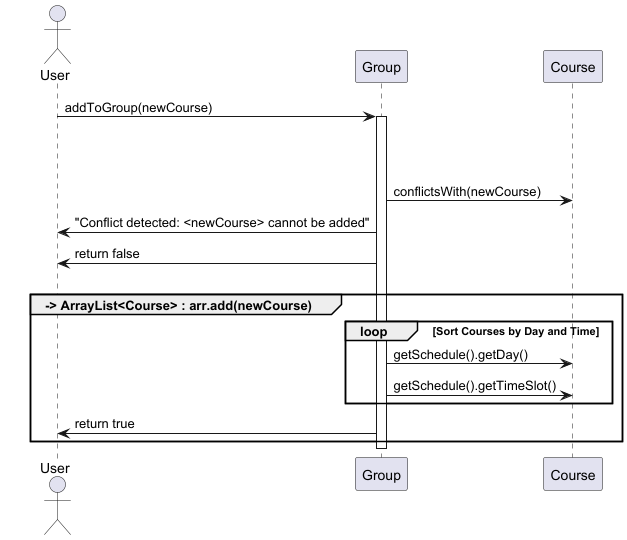 User
Group
Course
addToGroup(newCourse)
conflictsWith(newCourse)
"Conflict detected: <newCourse> cannot be added"
return false
-> ArrayList<Course> : arr.add(newCourse)
loop
[Sort Courses by Day and Time]
getSchedule().getDay()
getSchedule().getTimeSlot()
return true
User
Group
Course